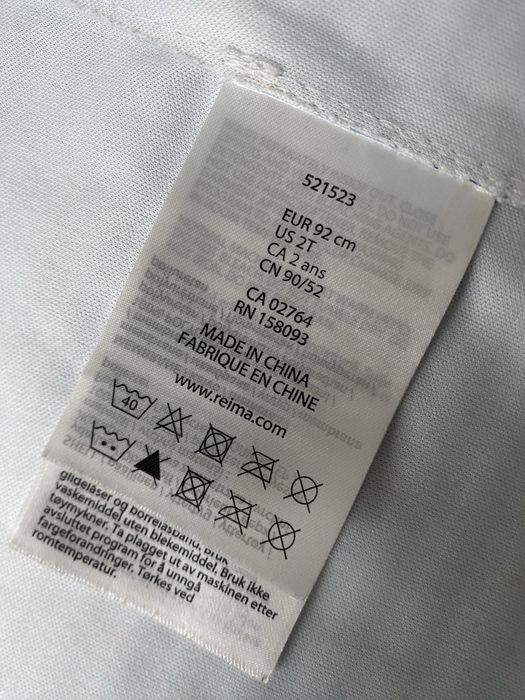 521523
EUR 92 cm
US 2T
CA 2 ans
CN 90/52
CA 02764
RN 158093
MADE IN CHINA
FABRIQUE EN CHINE
www.reima.com
40
glidelåser og borrelåsbånd. Bruk
vaskemiddel uten blekemiddel. Bruk ikke
tøymykner. Ta plagget ut av maskinen etter
avsluttet program for å unngå
fargeforandringer. Tørkes ved
romtemperatur.